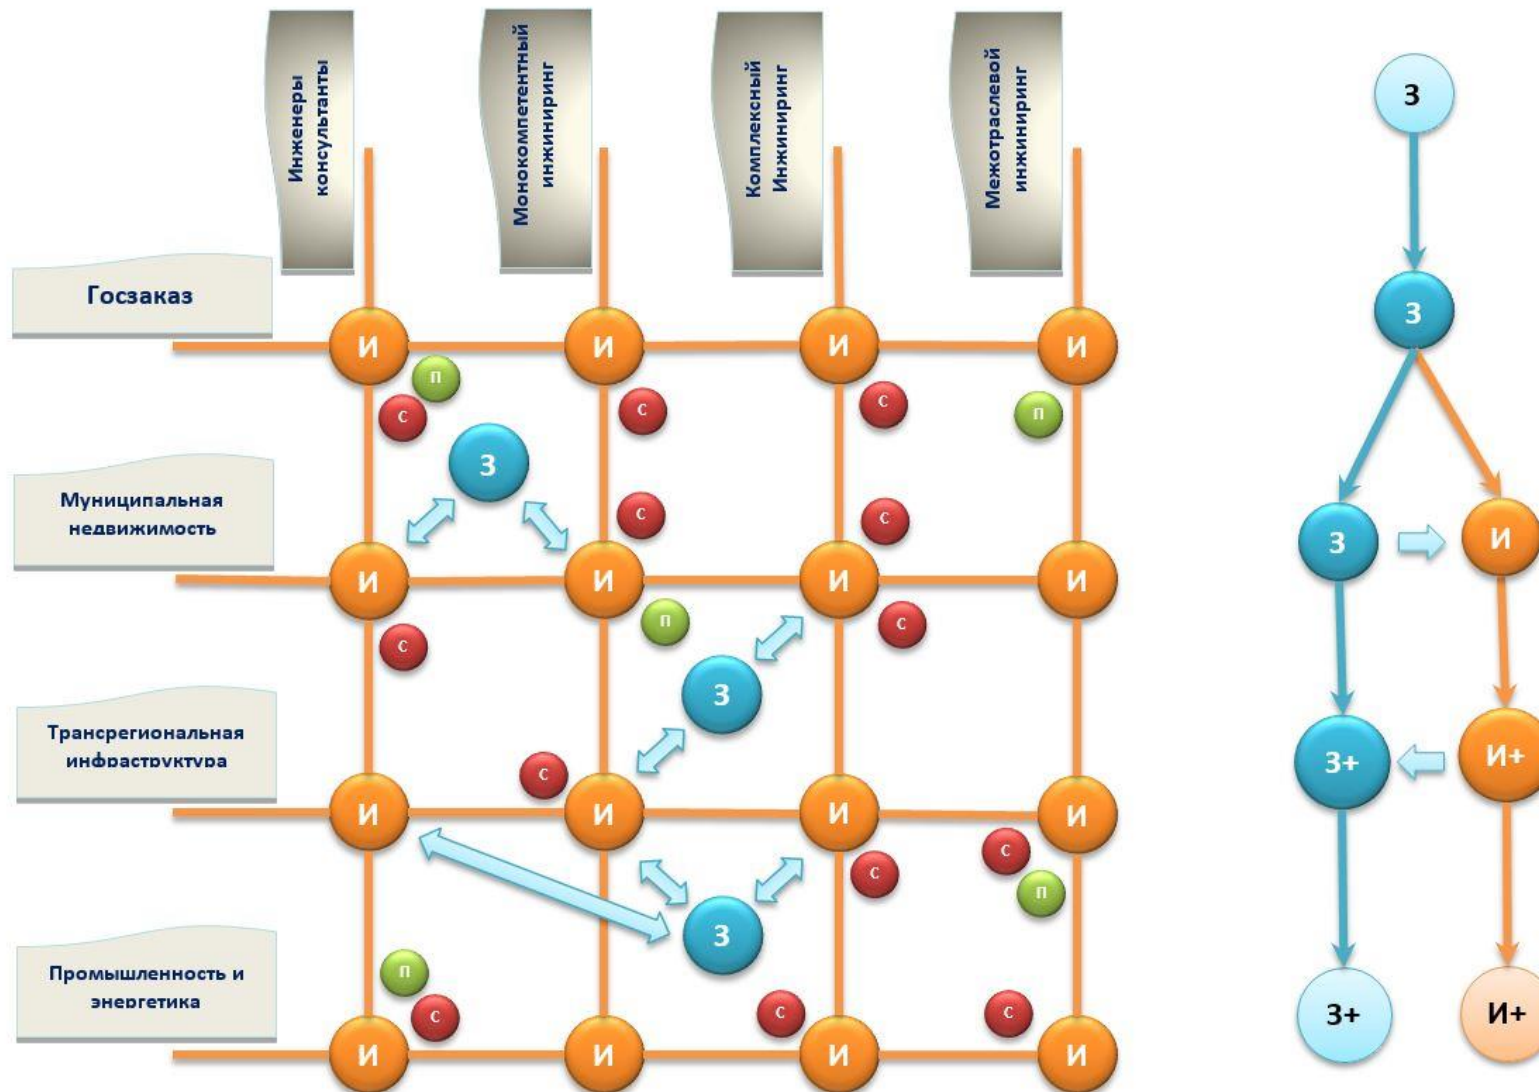 Инженеры
консультанты
Монокомпетентный
инжиниринг
Комплексный
Инжиниринг
Межотраслевой
инжиниринг
З
Госзаказ
З
И
И
И
И
П
С
С
С
П
З
Муниципальная
недвижимость
С
С
З
И
И
И
И
И
П
С
С
З
Трансрегиональная
инфраструктура
С
З+
И+
И
И
И
И
С
С
П
З
Промышленность и
энергетика
П
С
С
С
З+
И+
И
И
И
И